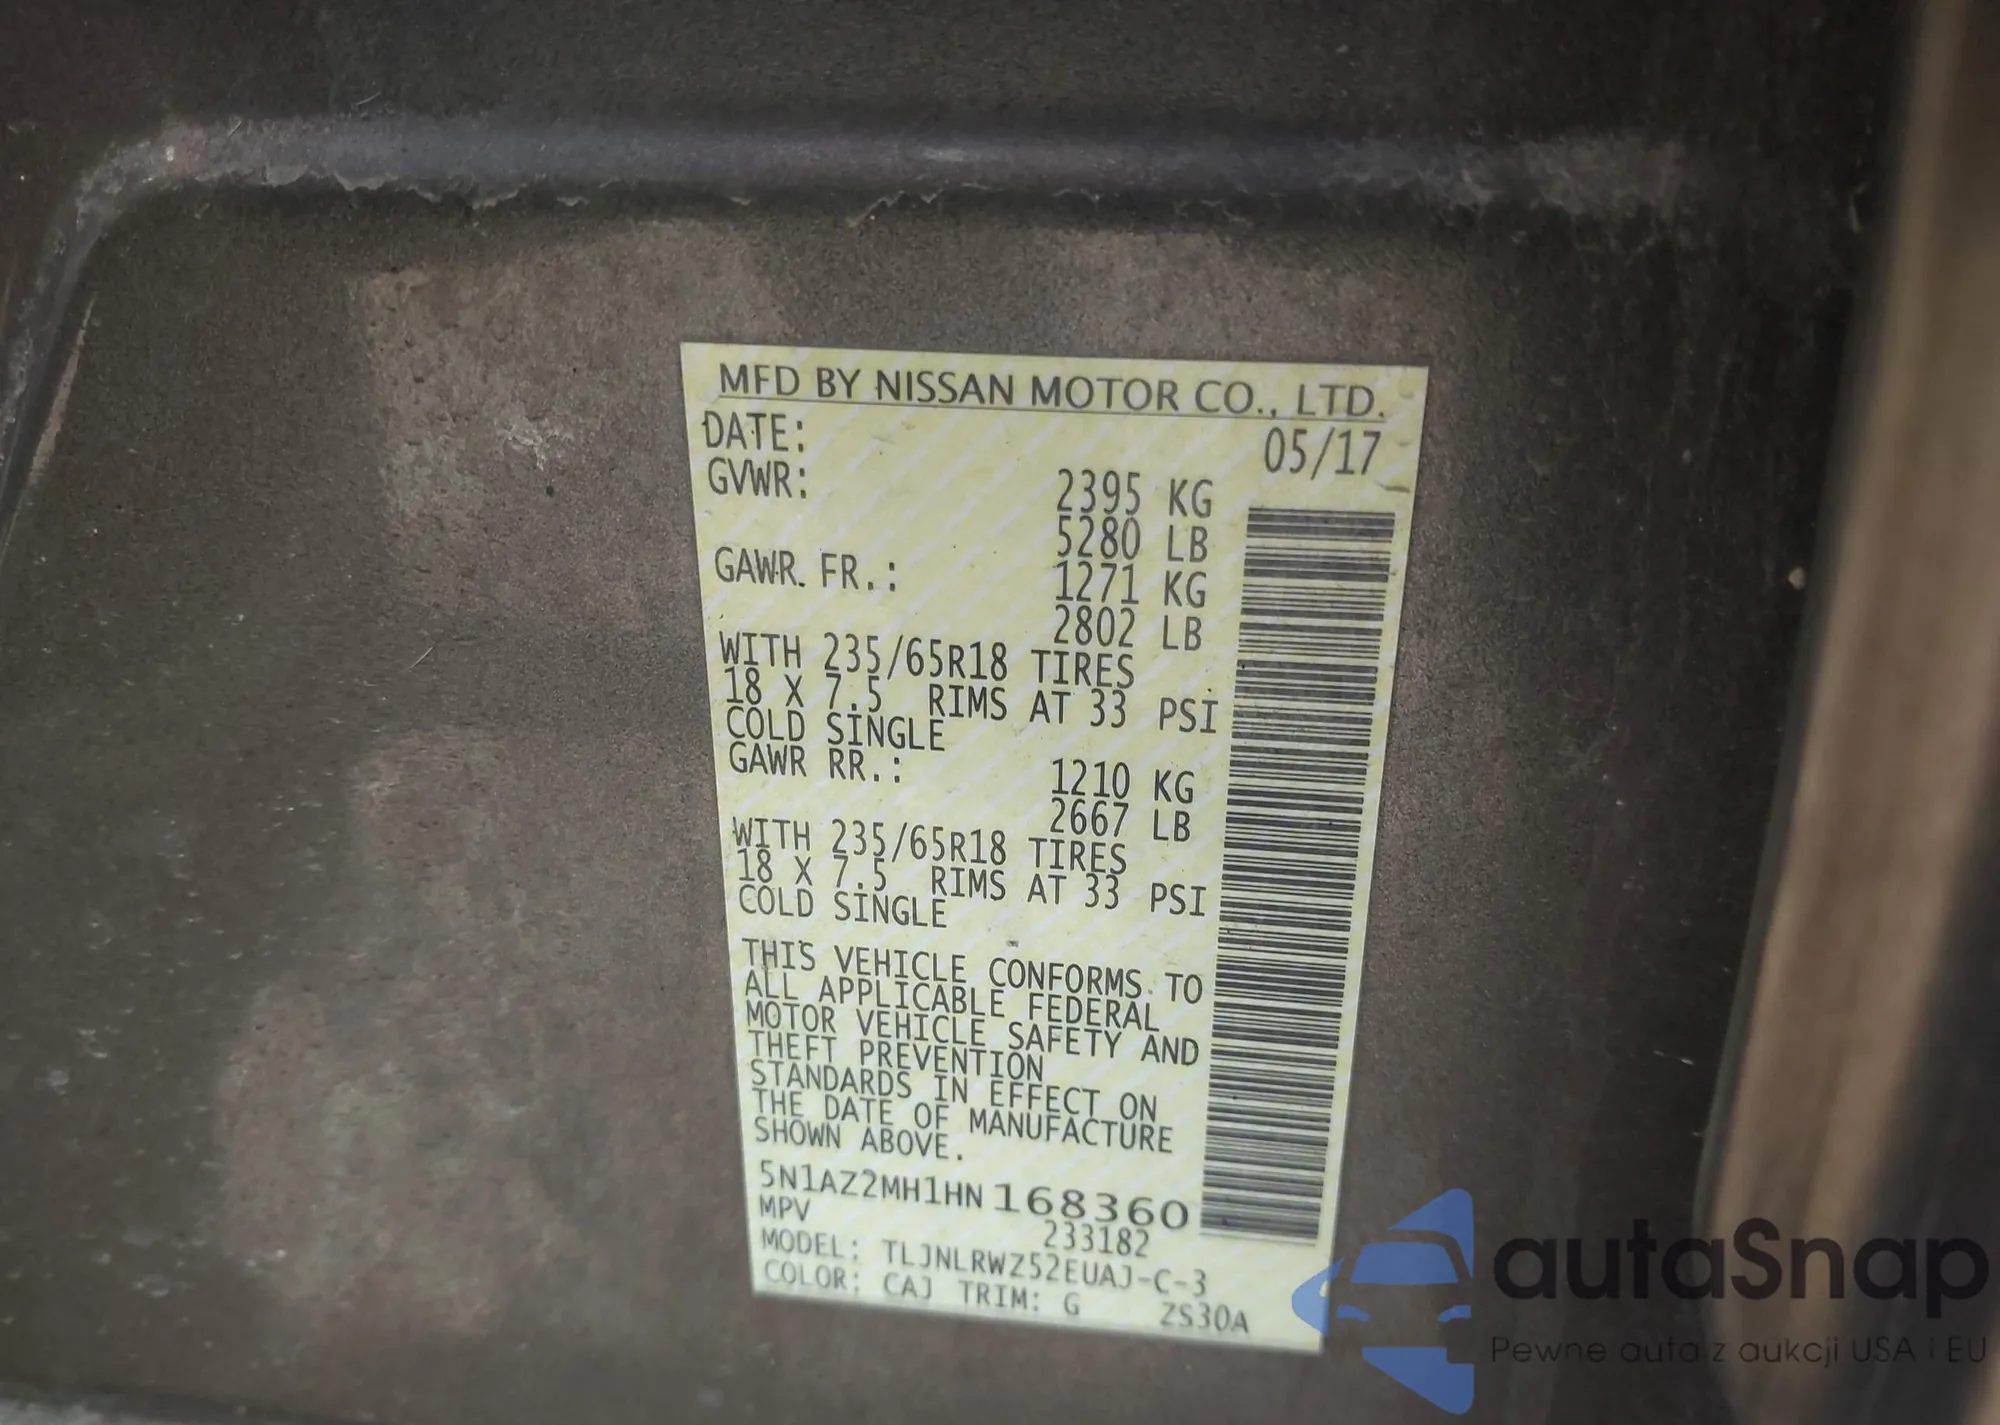 MFD BY NISSAN MOTOR CO., LTD.
DATE: 05/17
GVWR: 2395 KG
5280 LB
GAWR. FR.: 1271 KG
2802 LB
WITH 235/65R18 TIRES
18 X 7.5 RIMS AT 33 PSI
COLD SINGLE
GAWR RR.: 1210 KG
2667 LB
WITH 235/65R18 TIRES
18 X 7.5 RIMS AT 33 PSI
COLD SINGLE
THIS VEHICLE CONFORMS TO
ALL APPLICABLE FEDERAL
MOTOR VEHICLE SAFETY AND
THEFT PREVENTION
STANDARDS IN EFFECT ON
THE DATE OF MANUFACTURE
SHOWN ABOVE.
5N1AZ2MH1HN168360
MPV 233182
MODEL: TLJNLRWZ52EUAJ-C-3
COLOR: CAJ TRIM: G ZS30A
autaSnap
Pewne auta z aukcji USA i EU